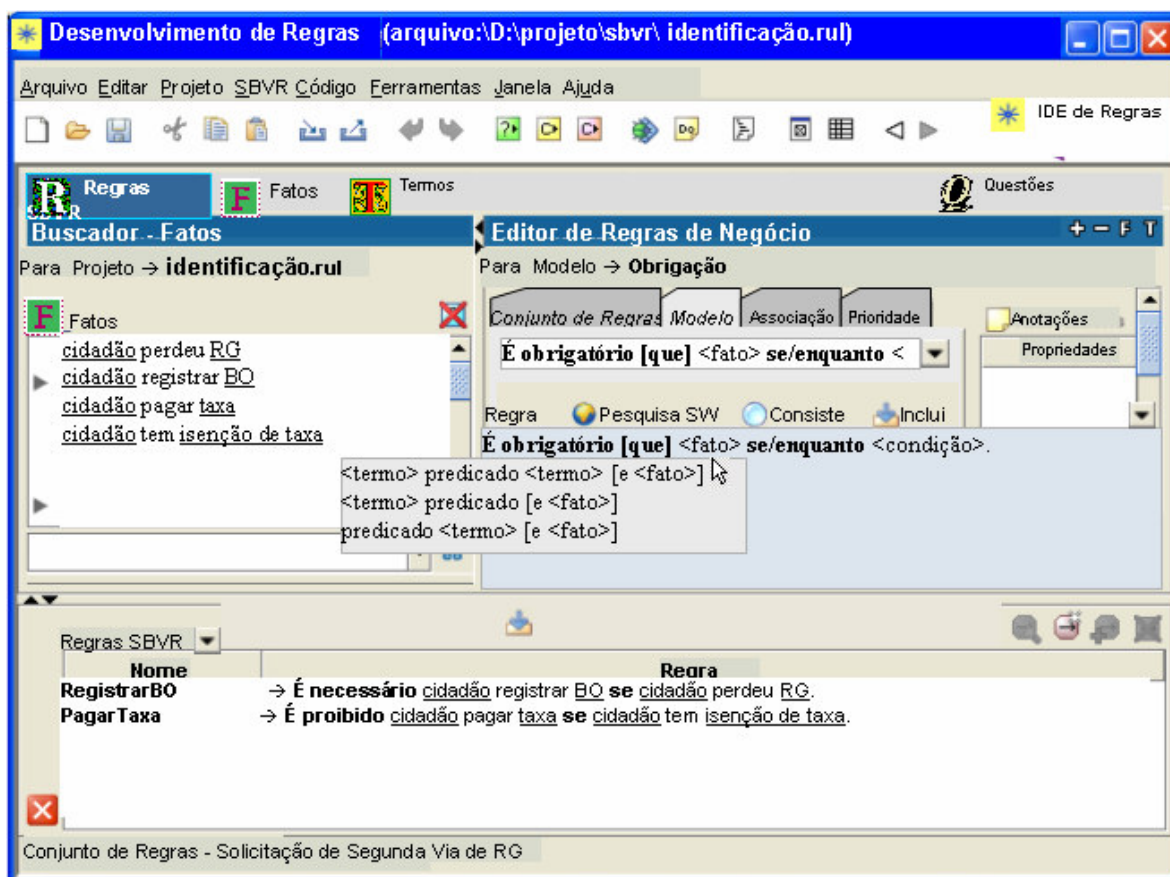 Desenvolvimento de Regras (arquivo:\D:\projeto\sbvr\ identificação.rul)
Arquivo Editar Projeto SBVR Código Ferramentas Janela Ajuda
IDE de Regras
Regras
Fatos
Termos
Questões
Buscador - Fatos
Para Projeto → identificação.rul
F Fatos
cidadão perdeu RG
cidadão registrar BO
cidadão pagar taxa
cidadão tem isenção de taxa
Editor de Regras de Negócio + − F T
Para Modelo → Obrigação
Conjunto de Regras Modelo Associação Prioridade
É obrigatório [que] <fato> se/enquanto <
Anotações
Propriedades
Regra Pesquisa SW Consiste Inclui
É obrigatório [que] <fato> se/enquanto <condição>.
<termo> predicado <termo> [e <fato>]
<termo> predicado [e <fato>]
predicado <termo> [e <fato>]
Regras SBVR
Nome Regra
RegistrarBO → É necessário cidadão registrar BO se cidadão perdeu RG.
PagarTaxa → É proibido cidadão pagar taxa se cidadão tem isenção de taxa.
Conjunto de Regras - Solicitação de Segunda Via de RG